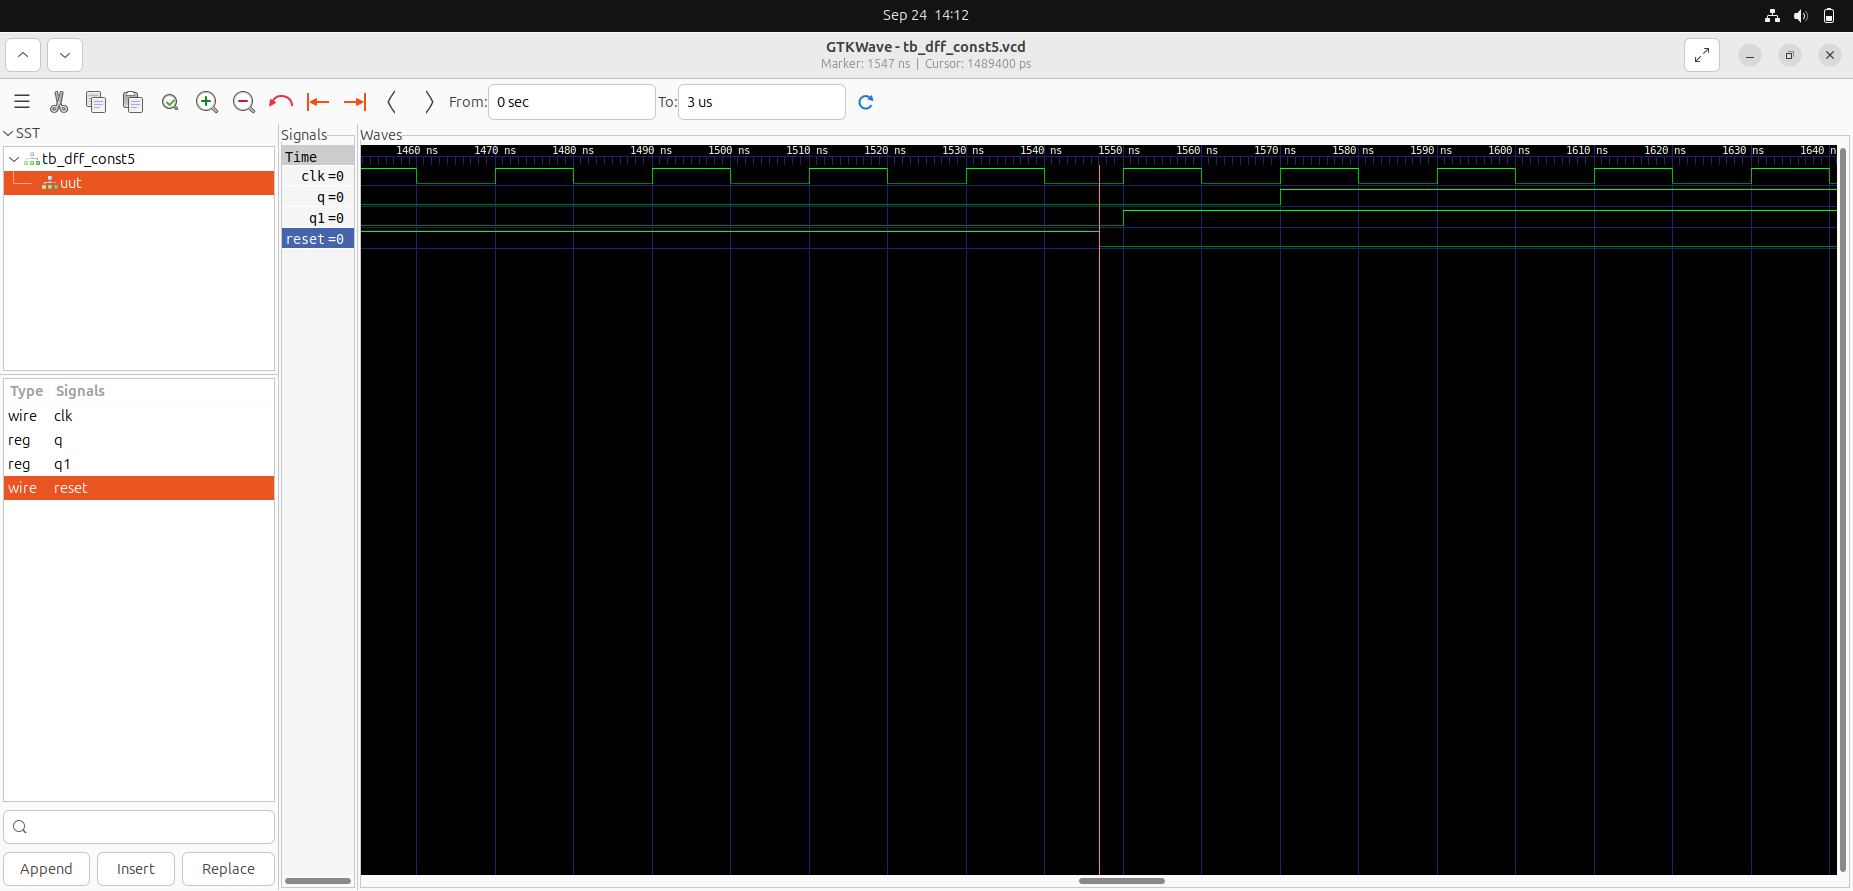 Sep 24 14:12
GTKWave - tb_dff_const5.vcd
Marker: 1547 ns | Cursor: 1489400 ps
From: 0 sec To: 3 us
SST
tb_dff_const5
uut
Type Signals
wire clk
reg q
reg q1
wire reset
Append Insert Replace
Signals
Time
clk =0
q =0
q1 =0
reset =0
Waves
1460 ns 1470 ns 1480 ns 1490 ns 1500 ns 1510 ns 1520 ns 1530 ns 1540 ns 1550 ns 1560 ns 1570 ns 1580 ns 1590 ns 1600 ns 1610 ns 1620 ns 1630 ns 1640 n